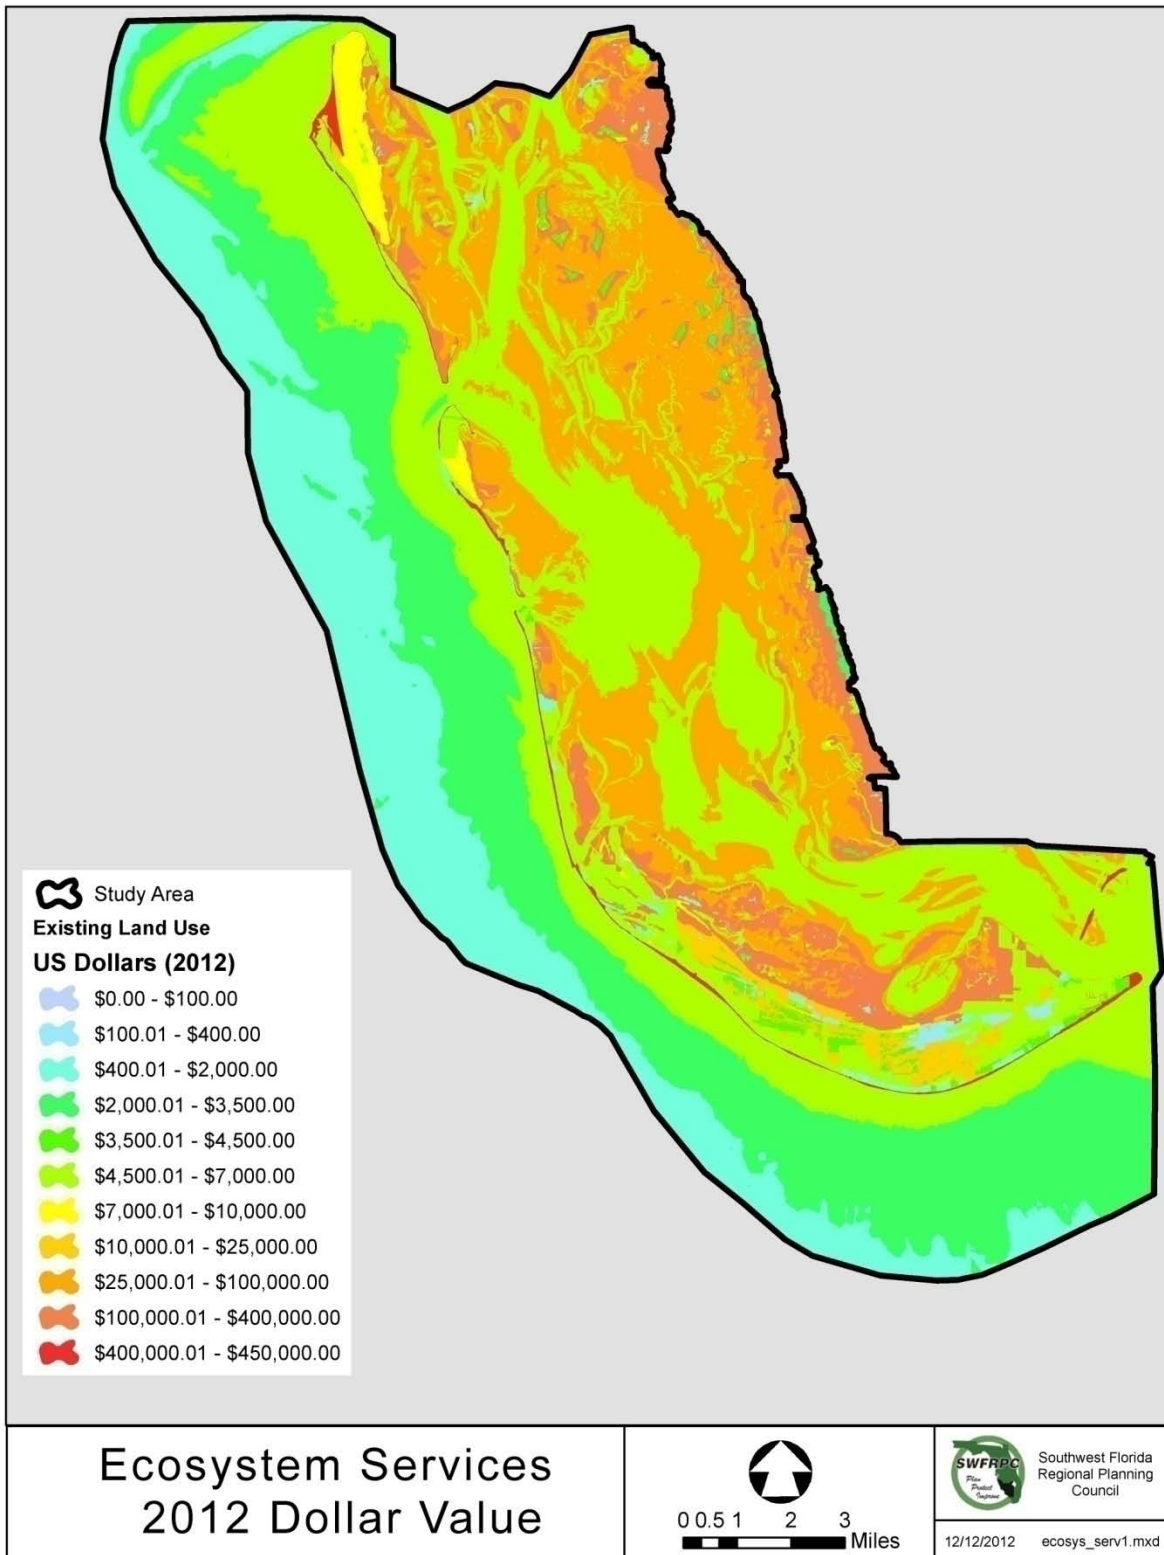 Study Area
Existing Land Use
US Dollars (2012)
$0.00 - $100.00
$100.01 - $400.00
$400.01 - $2,000.00
$2,000.01 - $3,500.00
$3,500.01 - $4,500.00
$4,500.01 - $7,000.00
$7,000.01 - $10,000.00
$10,000.01 - $25,000.00
$25,000.01 - $100,000.00
$100,000.01 - $400,000.00
$400,000.01 - $450,000.00
Ecosystem Services
2012 Dollar Value
0 0.5 1 2 3
Miles
SWFRPC
Plan
Protect
Improve
Southwest Florida
Regional Planning
Council
12/12/2012 ecosys_serv1.mxd